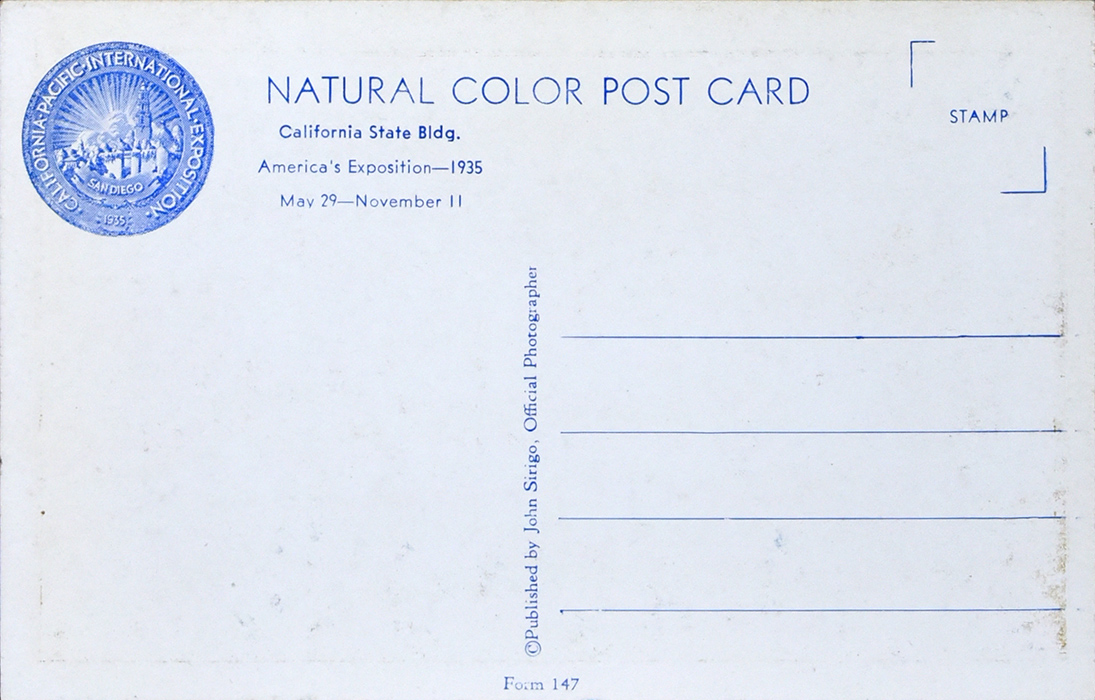 CALIFORNIA-PACIFIC-INTERNATIONAL-EXPOSITION
SAN DIEGO
1935
NATURAL COLOR POST CARD
California State Bldg.
America's Exposition—1935
May 29—November 11
STAMP
©Published by John Sirigo, Official Photographer
Form 147